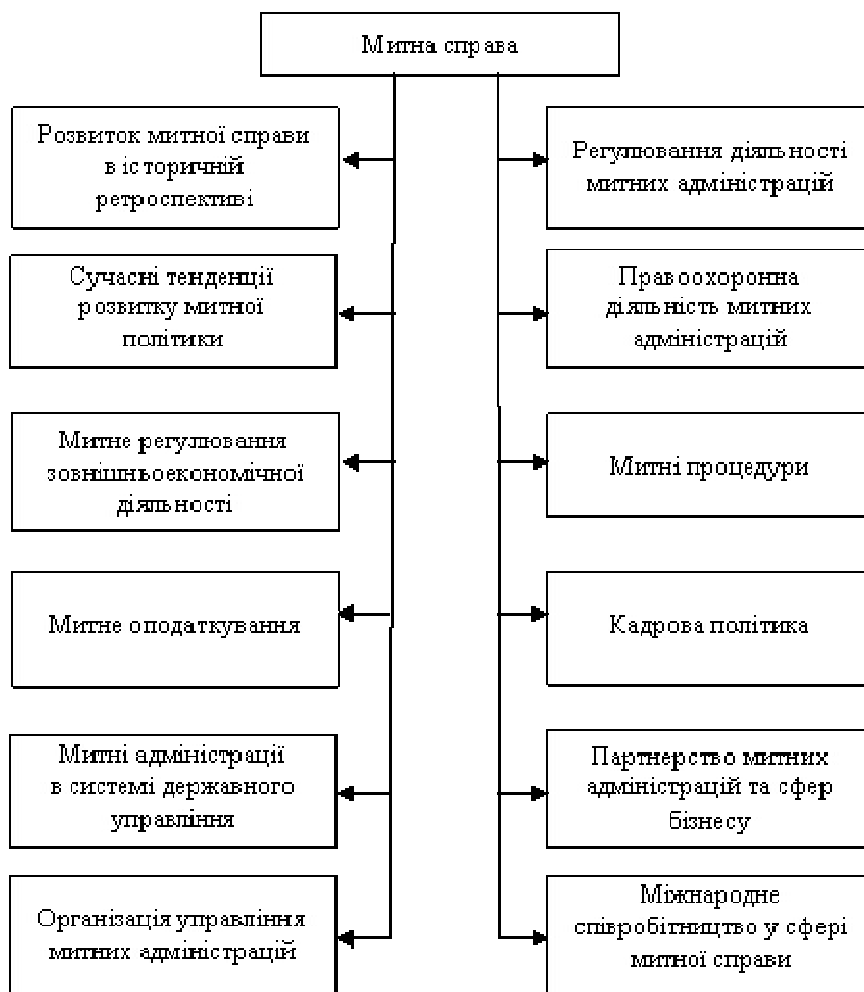 Митна справа
Розвиток митної справи
в історичній
ретроспективі
Сучасні тенденції
розвитку митної
політики
Митне регулювання
зовнішньоекономічної
діяльності
Митне оподаткування
Митні адміністрації
в системі державного
управління
Організація управління
митних адміністрацій
Регулювання діяльності
митних адміністрацій
Правоохоронна
діяльність митних
адміністрацій
Митні процедури
Кадрова політика
Партнерство митних
адміністрацій та сфер
бізнесу
Міжнародне
співробітництво у сфері
митної справи